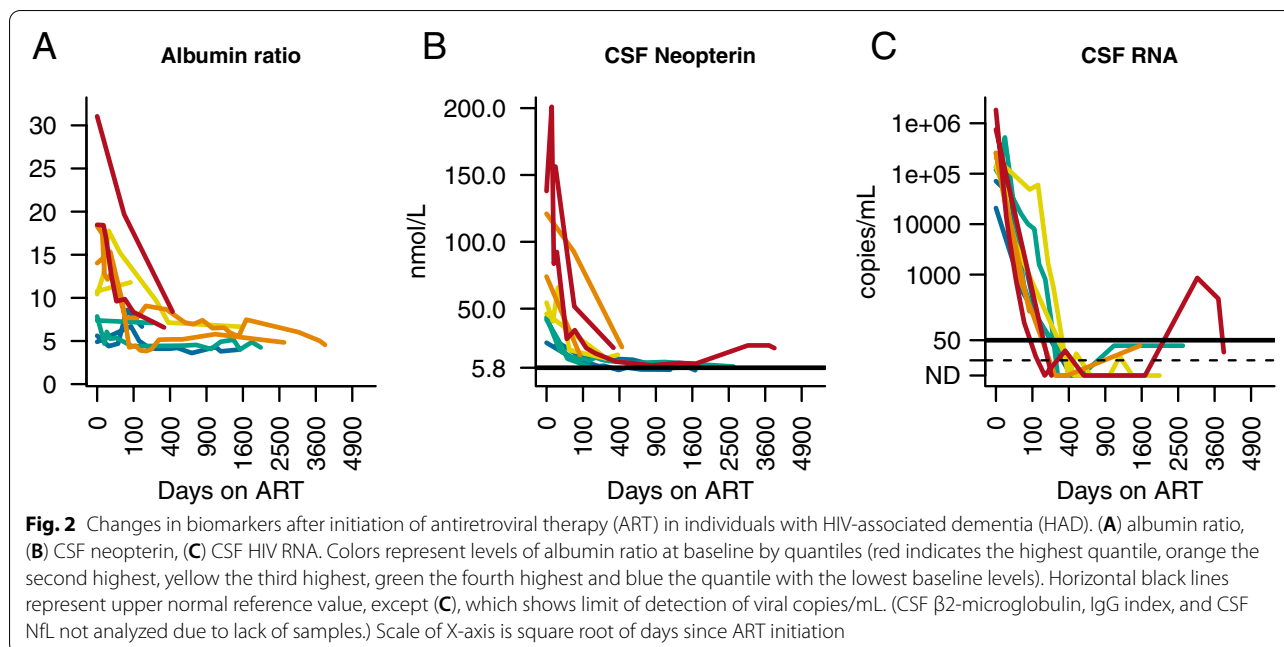 A
Albumin ratio
30
25
20
15
10
5
0
0
100
400
900
1600
2500
3600
4900
Days on ART
B
CSF Neopterin
nmol/L
200.0
150.0
100.0
50.0
5.8
0
100
400
900
1600
2500
3600
4900
Days on ART
C
CSF RNA
copies/mL
1e+06
1e+05
10000
1000
50
ND
0
100
400
900
1600
2500
3600
4900
Days on ART
Fig. 2 Changes in biomarkers after initiation of antiretroviral therapy (ART) in individuals with HIV-associated dementia (HAD). (A) albumin ratio,
(B) CSF neopterin, (C) CSF HIV RNA. Colors represent levels of albumin ratio at baseline by quantiles (red indicates the highest quantile, orange the
second highest, yellow the third highest, green the fourth highest and blue the quantile with the lowest baseline levels). Horizontal black lines
represent upper normal reference value, except (C), which shows limit of detection of viral copies/mL. (CSF β2-microglobulin, IgG index, and CSF
NfL not analyzed due to lack of samples.) Scale of X-axis is square root of days since ART initiation